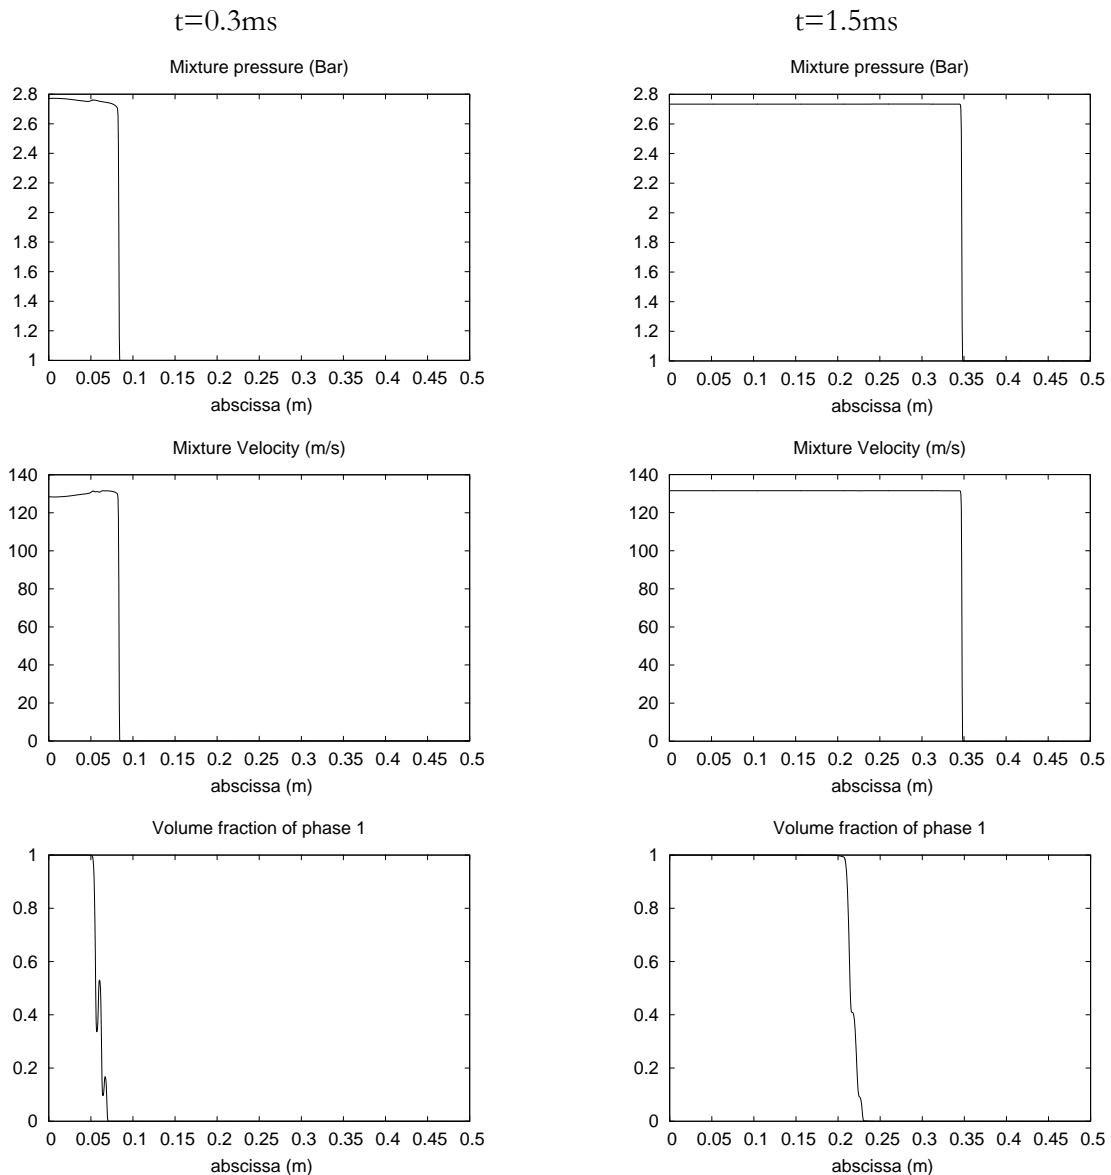 t=0.3ms
t=1.5ms
Mixture pressure (Bar)
2.8
2.6
2.4
2.2
2
1.8
1.6
1.4
1.2
1
0 0.05 0.1 0.15 0.2 0.25 0.3 0.35 0.4 0.45 0.5
abscissa (m)
Mixture pressure (Bar)
2.8
2.6
2.4
2.2
2
1.8
1.6
1.4
1.2
1
0 0.05 0.1 0.15 0.2 0.25 0.3 0.35 0.4 0.45 0.5
abscissa (m)
Mixture Velocity (m/s)
140
120
100
80
60
40
20
0
0 0.05 0.1 0.15 0.2 0.25 0.3 0.35 0.4 0.45 0.5
abscissa (m)
Mixture Velocity (m/s)
140
120
100
80
60
40
20
0
0 0.05 0.1 0.15 0.2 0.25 0.3 0.35 0.4 0.45 0.5
abscissa (m)
Volume fraction of phase 1
1
0.8
0.6
0.4
0.2
0
0 0.05 0.1 0.15 0.2 0.25 0.3 0.35 0.4 0.45 0.5
abscissa (m)
Volume fraction of phase 1
1
0.8
0.6
0.4
0.2
0
0 0.05 0.1 0.15 0.2 0.25 0.3 0.35 0.4 0.45 0.5
abscissa (m)